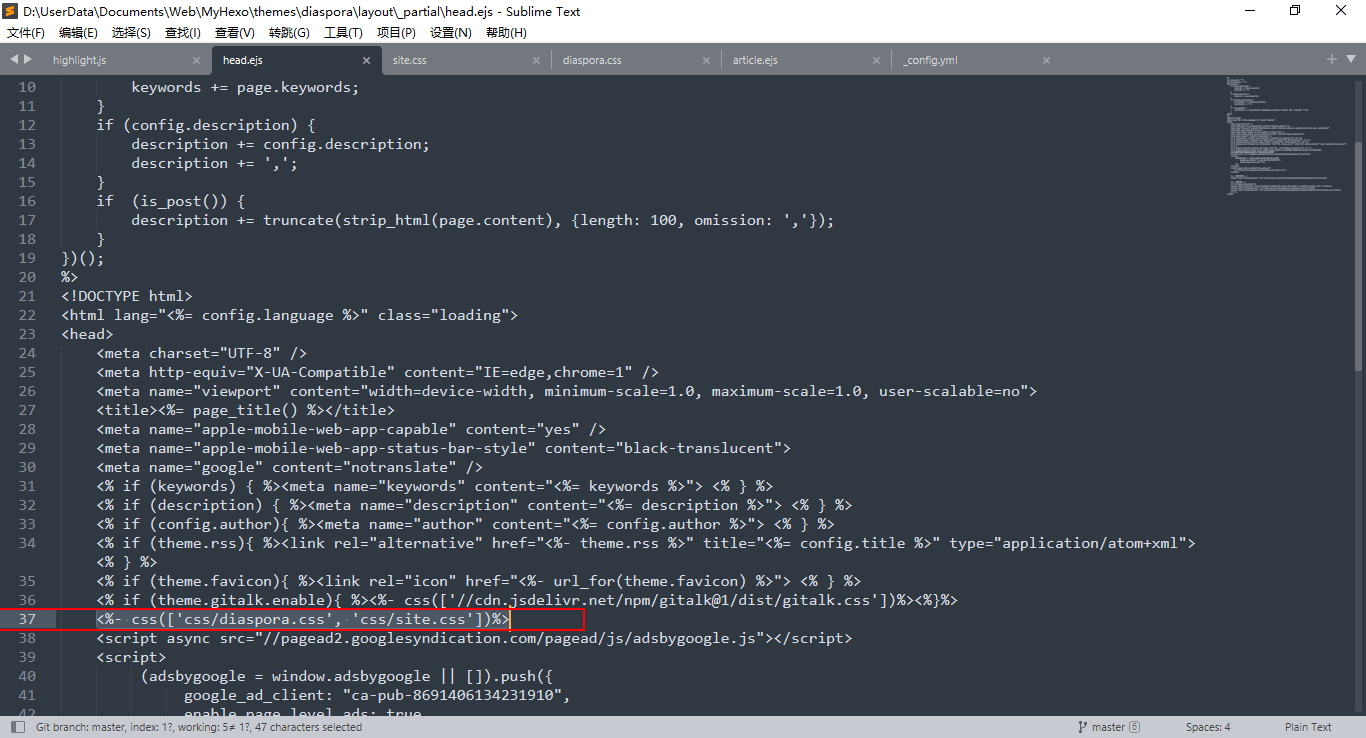 D:\UserData\Documents\Web\MyHexo\themes\diaspora\layout\_partial\head.ejs - Sublime Text
文件(F) 编辑(E) 选择(S) 查找(I) 查看(V) 转跳(G) 工具(T) 项目(P) 设置(N) 帮助(H)
highlight.js × head.ejs × site.css × diaspora.css × article.ejs × _config.yml ×
10 keywords += page.keywords;
11 }
12 if (config.description) {
13 description += config.description;
14 description += ',';
15 }
16 if  (is_post()) {
17 description += truncate(strip_html(page.content), {length: 100, omission: ','});
18 }
19 })();
20 %>
21 <!DOCTYPE html>
22 <html lang="<%= config.language %>" class="loading">
23 <head>
24 <meta charset="UTF-8" />
25 <meta http-equiv="X-UA-Compatible" content="IE=edge,chrome=1" />
26 <meta name="viewport" content="width=device-width, minimum-scale=1.0, maximum-scale=1.0, user-scalable=no">
27 <title><%= page_title() %></title>
28 <meta name="apple-mobile-web-app-capable" content="yes" />
29 <meta name="apple-mobile-web-app-status-bar-style" content="black-translucent">
30 <meta name="google" content="notranslate" />
31 <% if (keywords) { %><meta name="keywords" content="<%= keywords %>"> <% } %>
32 <% if (description) { %><meta name="description" content="<%= description %>"> <% } %>
33 <% if (config.author){ %><meta name="author" content="<%= config.author %>"> <% } %>
34 <% if (theme.rss){ %><link rel="alternative" href="<%- theme.rss %>" title="<%= config.title %>" type="application/atom+xml">
<% } %>
35 <% if (theme.favicon){ %><link rel="icon" href="<%- url_for(theme.favicon) %>"> <% } %>
36 <% if (theme.gitalk.enable){ %><%- css(['//cdn.jsdelivr.net/npm/gitalk@1/dist/gitalk.css'])%><%}%>
37 <%- css(['css/diaspora.css', 'css/site.css'])%>
38 <script async src="//pagead2.googlesyndication.com/pagead/js/adsbygoogle.js"></script>
39 <script>
40 (adsbygoogle = window.adsbygoogle || []).push({
41 google_ad_client: "ca-pub-8691406134231910",
42 enable_page_level_ads: true
Git branch: master, index: 1?, working: 5≠ 1?, 47 characters selected master 6 Spaces: 4 Plain Text